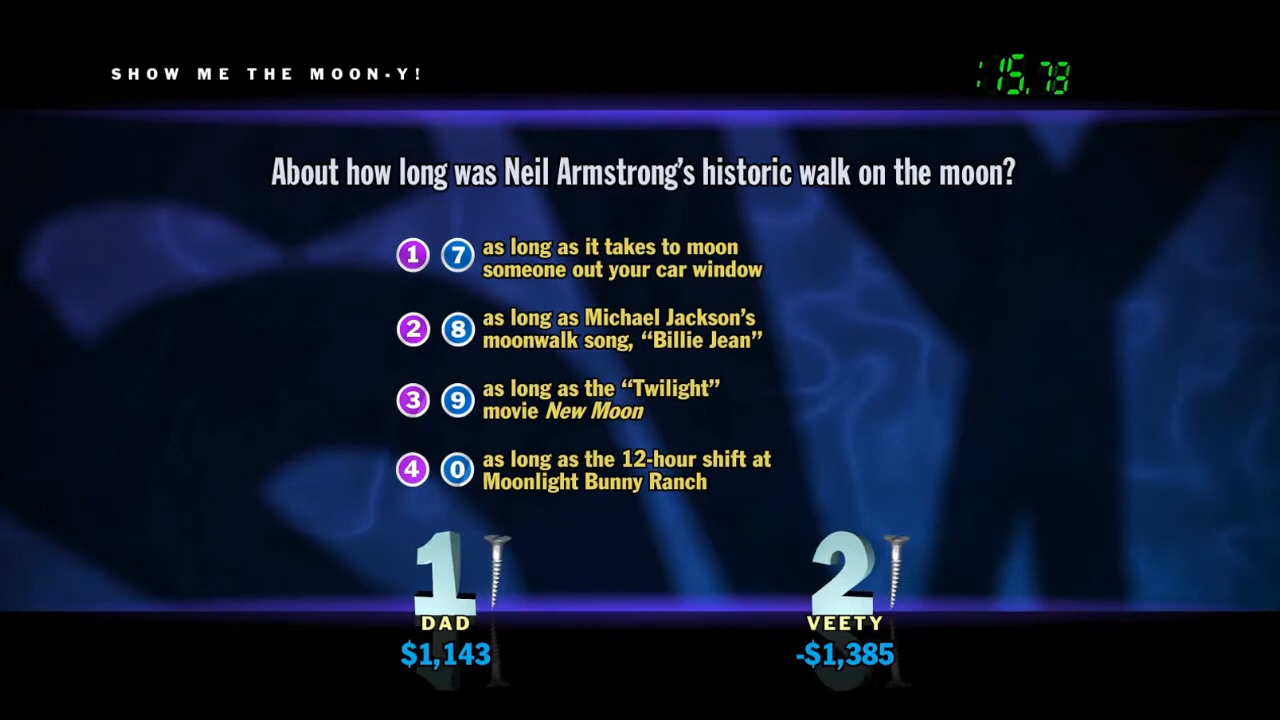 SHOW ME THE MOON-Y!
:15.73
About how long was Neil Armstrong's historic walk on the moon?
1 7 as long as it takes to moon
someone out your car window
2 8 as long as Michael Jackson's
moonwalk song, "Billie Jean"
3 9 as long as the "Twilight"
movie New Moon
4 0 as long as the 12-hour shift at
Moonlight Bunny Ranch
1 2
DAD VEETY
$1,143 -$1,385